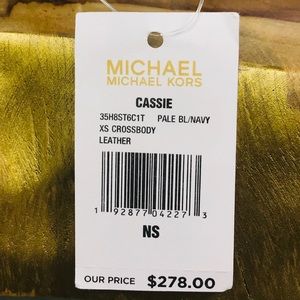 MICHAEL
MICHAEL KORS
CASSIE
35H8ST6C1T PALE BL/NAVY
XS CROSSBODY
LEATHER
1 92877 04227 3
NS
OUR PRICE $278.00